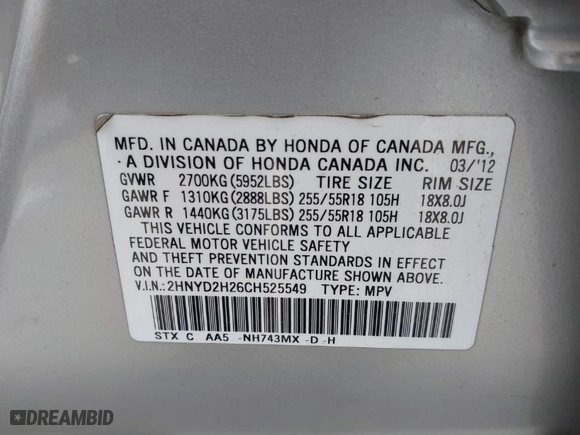 MFD. IN CANADA BY HONDA OF CANADA MFG.,
A DIVISION OF HONDA CANADA INC. 03/'12
GVWR 2700KG (5952LBS) TIRE SIZE RIM SIZE
GAWR F 1310KG (2888LBS) 255/55R18 105H 18X8.0J
GAWR R 1440KG (3175LBS) 255/55R18 105H 18X8.0J
THIS VEHICLE CONFORMS TO ALL APPLICABLE
FEDERAL MOTOR VEHICLE SAFETY
AND THEFT PREVENTION STANDARDS IN EFFECT
ON THE DATE OF MANUFACTURE SHOWN ABOVE.
V.I.N.:2HNYD2H26CH525549 TYPE: MPV
STX C AA5 -NH743MX -D -H
DREAMBID